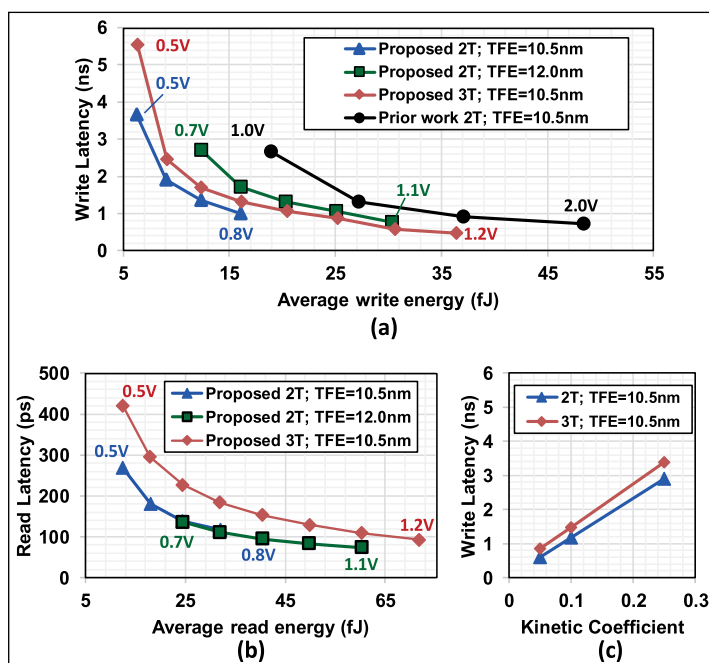 6
5
4
3
2
1
0
Write Latency (ns)
0.5V
0.5V
0.7V
1.0V
0.8V
1.1V
1.2V
2.0V
Proposed 2T; TFE=10.5nm
Proposed 2T; TFE=12.0nm
Proposed 3T; TFE=10.5nm
Prior work 2T; TFE=10.5nm
5 15 25 35 45 55
Average write energy (fJ)
(a)
500
400
300
200
100
0
Read Latency (ps)
0.5V
0.5V
0.7V
0.8V
1.1V
1.2V
Proposed 2T; TFE=10.5nm
Proposed 2T; TFE=12.0nm
Proposed 3T; TFE=10.5nm
5 25 45 65
Average read energy (fJ)
(b)
6
5
4
3
2
1
0
Write Latency (ns)
2T; TFE=10.5nm
3T; TFE=10.5nm
0 0.1 0.2 0.3
Kinetic Coefficient
(c)